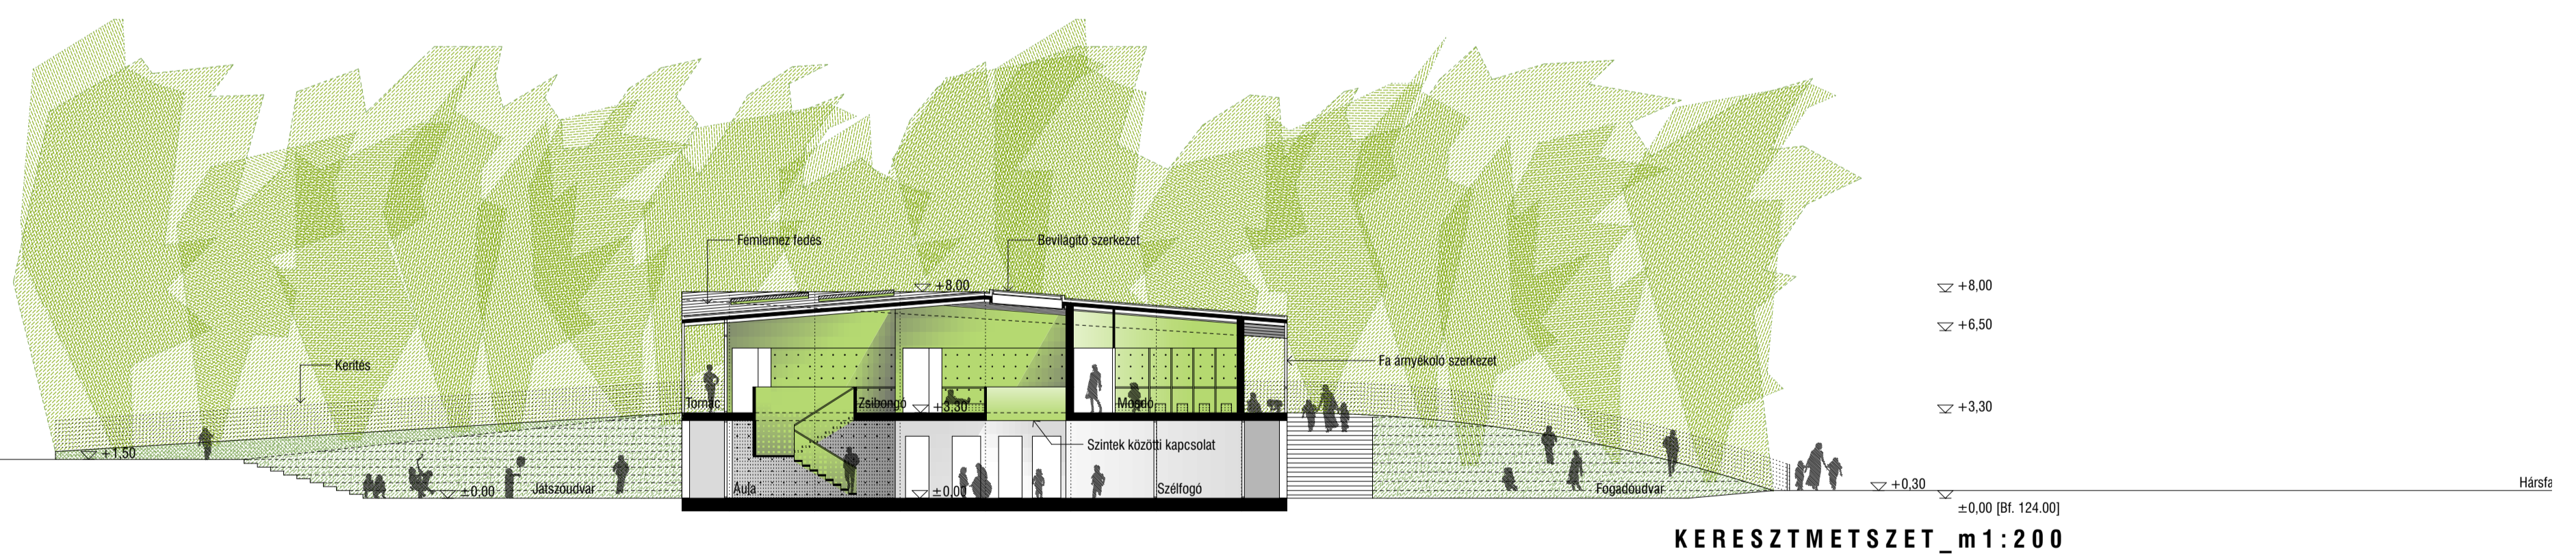 Fémlemez fedés
Bevilágító szerkezet
+8,00
+8,00
+6,50
Kerítés
Fa árnyékoló szerkezet
Tornác
Zsibongó
+3,30
Mosdó
+3,30
Szintek közötti kapcsolat
+1,50
±0,00
Játszóudvar
Aula
±0,00
Szélfogó
Fogadóudvar
+0,30
Hársfa
±0,00 [Bf. 124.00]
KERESZTMETSZET_m1:200